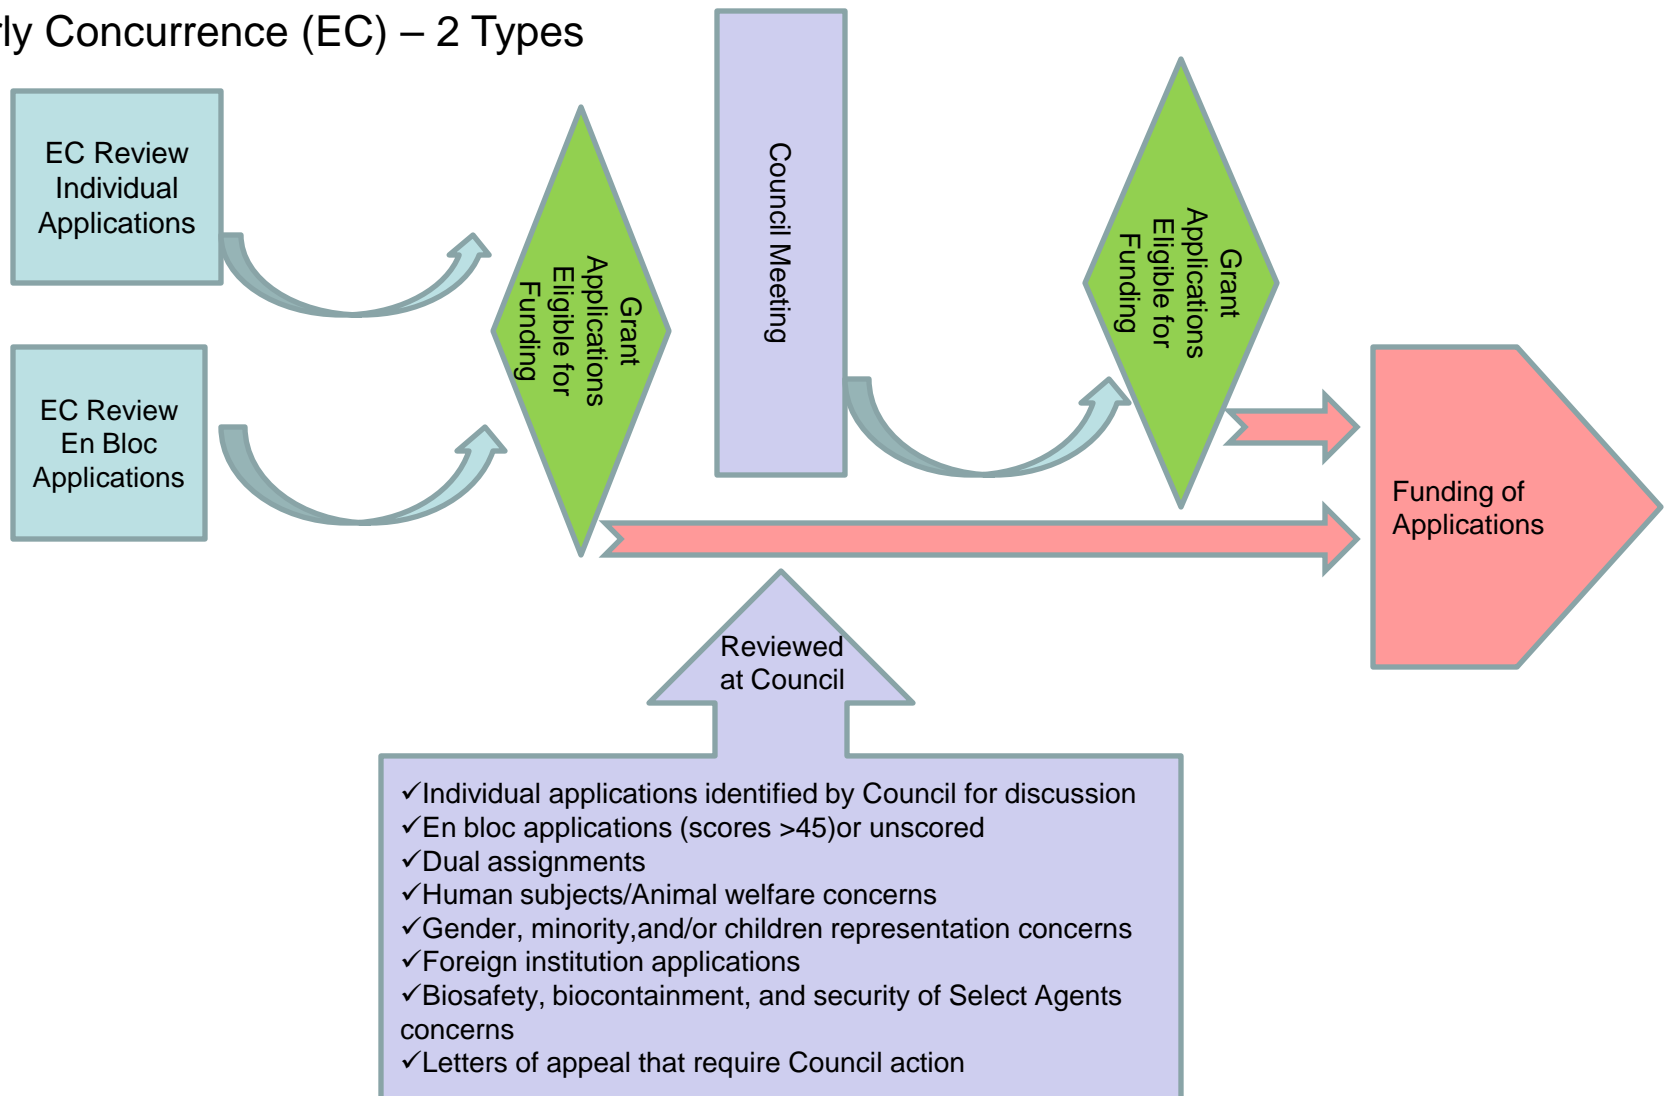 rly Concurrence (EC) – 2 Types
EC Review
Individual
Applications
EC Review
En Bloc
Applications
Grant
Applications
Eligible for
Funding
Council Meeting
Grant
Applications
Eligible for
Funding
Funding of
Applications
Reviewed
at Council
✓Individual applications identified by Council for discussion
✓En bloc applications (scores >45)or unscored
✓Dual assignments
✓Human subjects/Animal welfare concerns
✓Gender, minority,and/or children representation concerns
✓Foreign institution applications
✓Biosafety, biocontainment, and security of Select Agents
concerns
✓Letters of appeal that require Council action